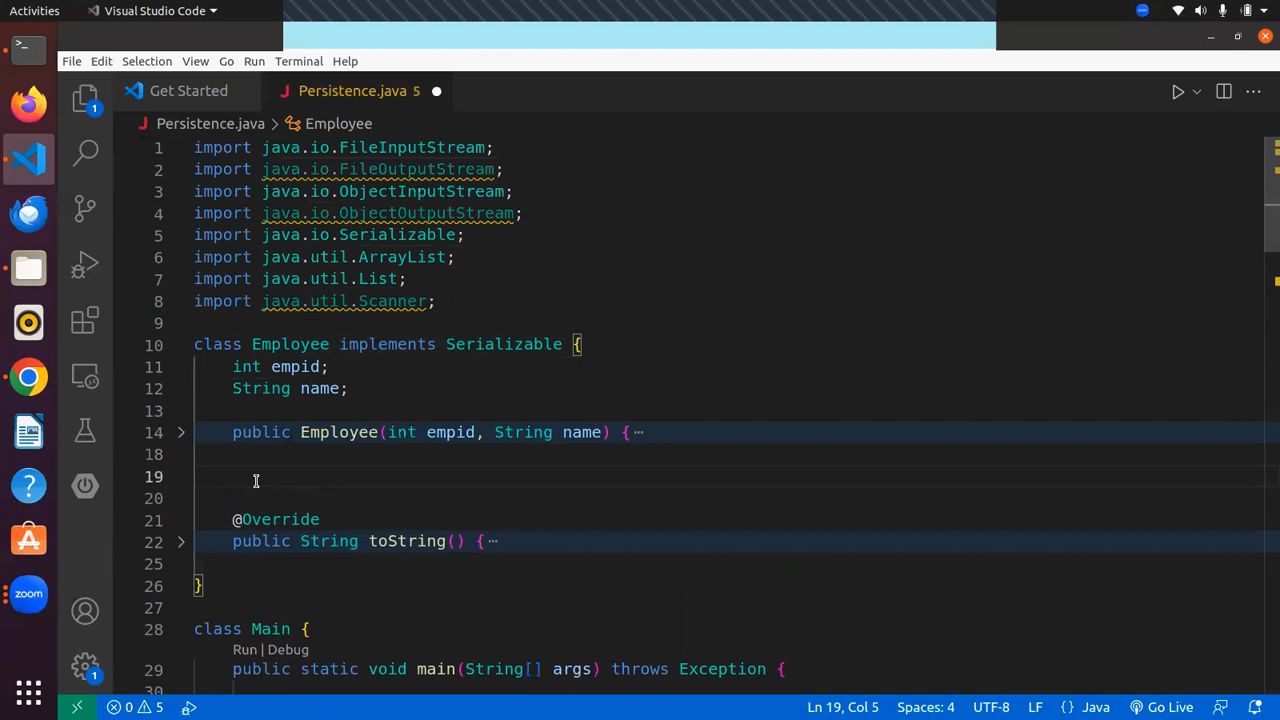 Activities
Visual Studio Code
File Edit Selection View Go Run Terminal Help
Get Started
Persistence.java 5
Persistence.java > Employee
1 import java.io.FileInputStream;
2 import java.io.FileOutputStream;
3 import java.io.ObjectInputStream;
4 import java.io.ObjectOutputStream;
5 import java.io.Serializable;
6 import java.util.ArrayList;
7 import java.util.List;
8 import java.util.Scanner;
9
10 class Employee implements Serializable {
11 int empid;
12 String name;
13
14 public Employee(int empid, String name) { ⋯
18
19
20
21 @Override
22 public String toString() { ⋯
25
26 }
27
28 class Main {
Run | Debug
29 public static void main(String[] args) throws Exception {
30
zoom
1
1
zoom
0 5
Ln 19, Col 5
Spaces: 4
UTF-8
LF
{ } Java
Go Live